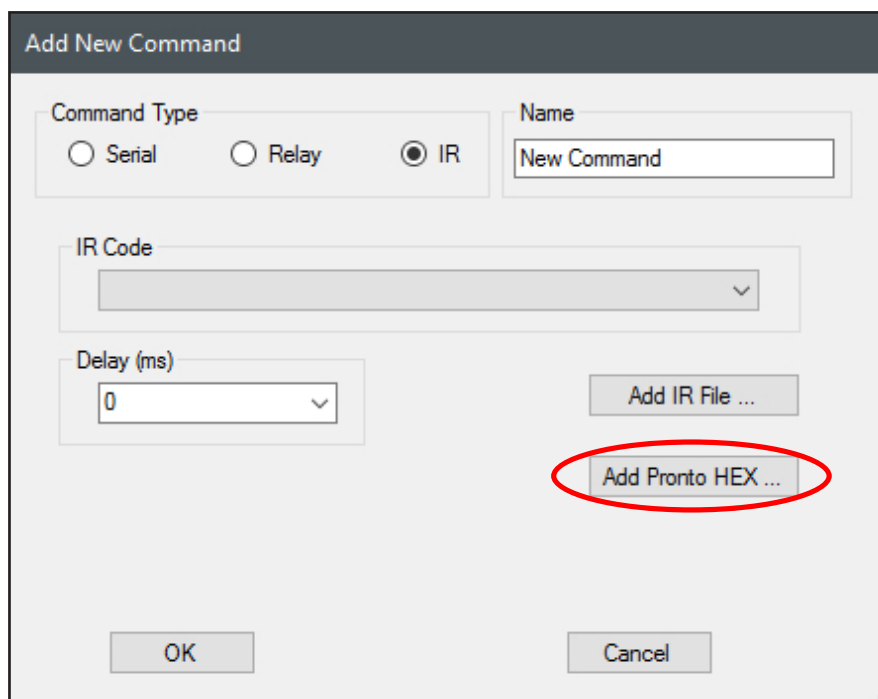 Add New Command
Command Type
Serial
Relay
IR
Name
New Command
IR Code
Delay (ms)
0
Add IR File ...
Add Pronto HEX ...
OK
Cancel